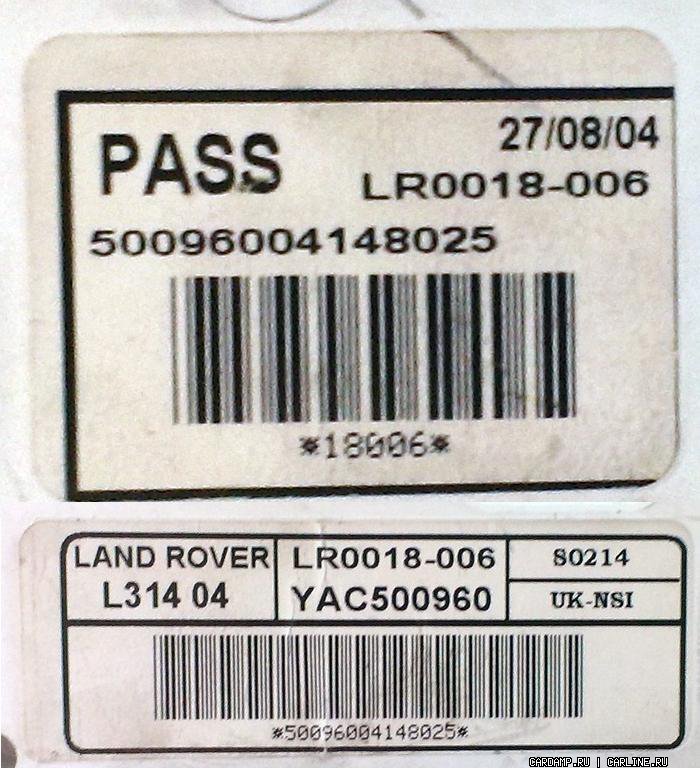 PASS
27/08/04
LR0018-006
50096004148025
*18006*
LAND ROVER
L314 04
LR0018-006
YAC500960
S0214
UK-NSI
*50096004148025*
CARDAMP.RU | CARLINE.RU